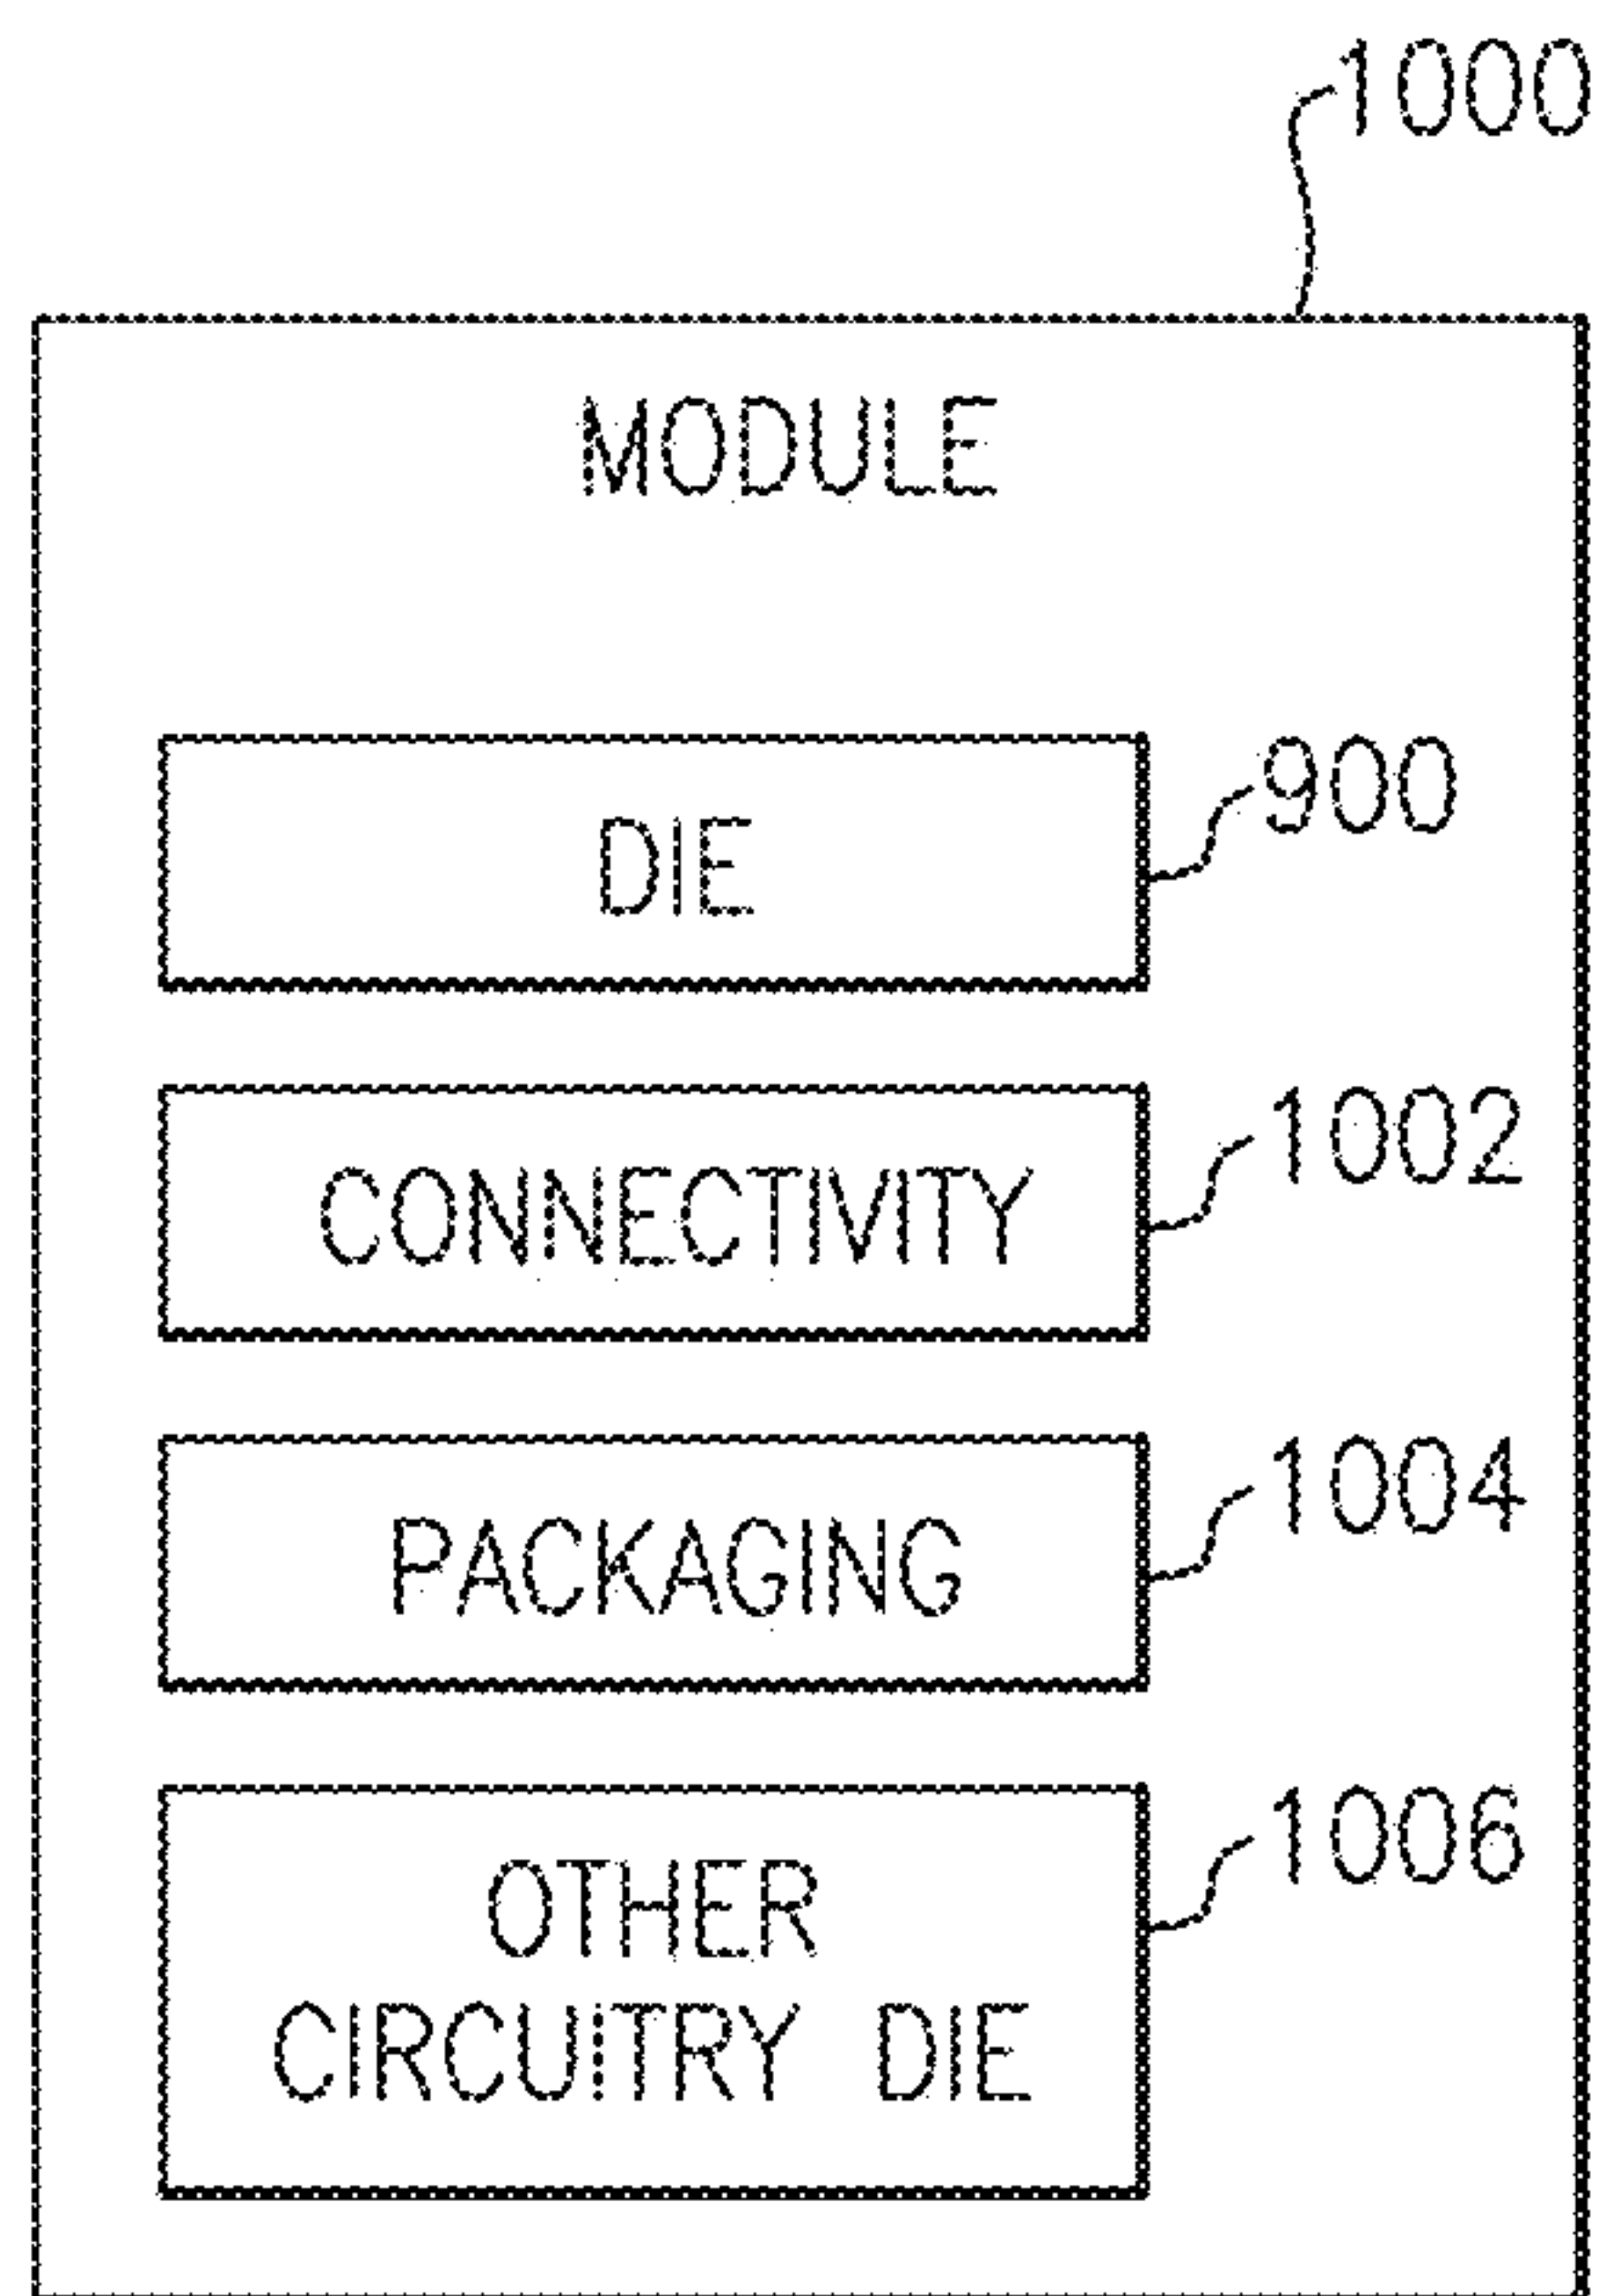 1000
MODULE
DIE
900
CONNECTIVITY
1002
PACKAGING
1004
OTHER
CIRCUITRY DIE
1006